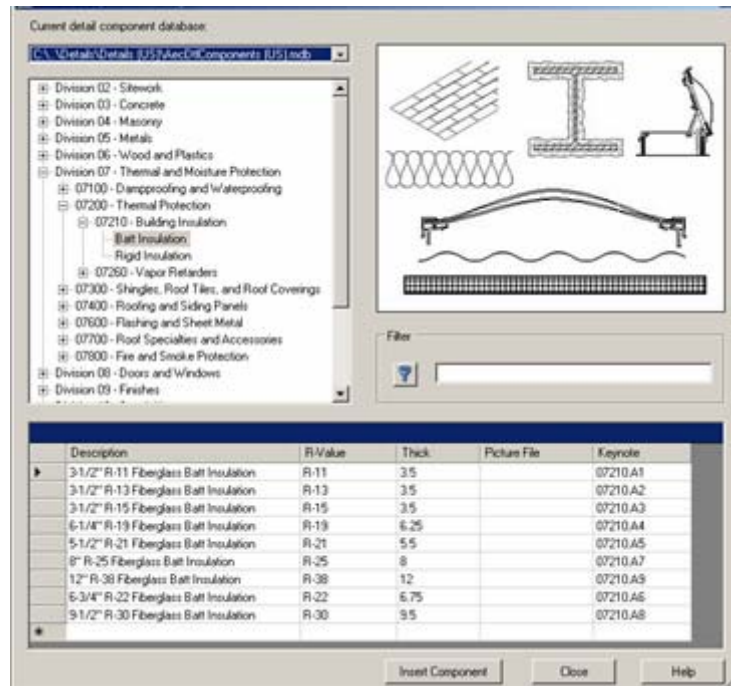 Current detail component database:
C:\...\Details\Details (US)\AecDtlComponents (US).mdb
Division 02 - Sitework
Division 03 - Concrete
Division 04 - Masonry
Division 05 - Metals
Division 06 - Wood and Plastics
Division 07 - Thermal and Moisture Protection
07100 - Dampproofing and Waterproofing
07200 - Thermal Protection
07210 - Building Insulation
Batt Insulation
Rigid Insulation
07260 - Vapor Retarders
07300 - Shingles, Roof Tiles, and Roof Coverings
07400 - Roofing and Siding Panels
07600 - Flashing and Sheet Metal
07700 - Roof Specialties and Accessories
07800 - Fire and Smoke Protection
Division 08 - Doors and Windows
Division 09 - Finishes
Filter
Description R-Value Thick Picture File Keynote
3-1/2" R-11 Fiberglass Batt Insulation R-11 3.5 07210.A1
3-1/2" R-13 Fiberglass Batt Insulation R-13 3.5 07210.A2
3-1/2" R-15 Fiberglass Batt Insulation R-15 3.5 07210.A3
6-1/4" R-19 Fiberglass Batt Insulation R-19 6.25 07210.A4
5-1/2" R-21 Fiberglass Batt Insulation R-21 5.5 07210.A5
8" R-25 Fiberglass Batt Insulation R-25 8 07210.A7
12" R-38 Fiberglass Batt Insulation R-38 12 07210.A9
6-3/4" R-22 Fiberglass Batt Insulation R-22 6.75 07210.A6
9-1/2" R-30 Fiberglass Batt Insulation R-30 9.5 07210.A8
Insert Component Close Help